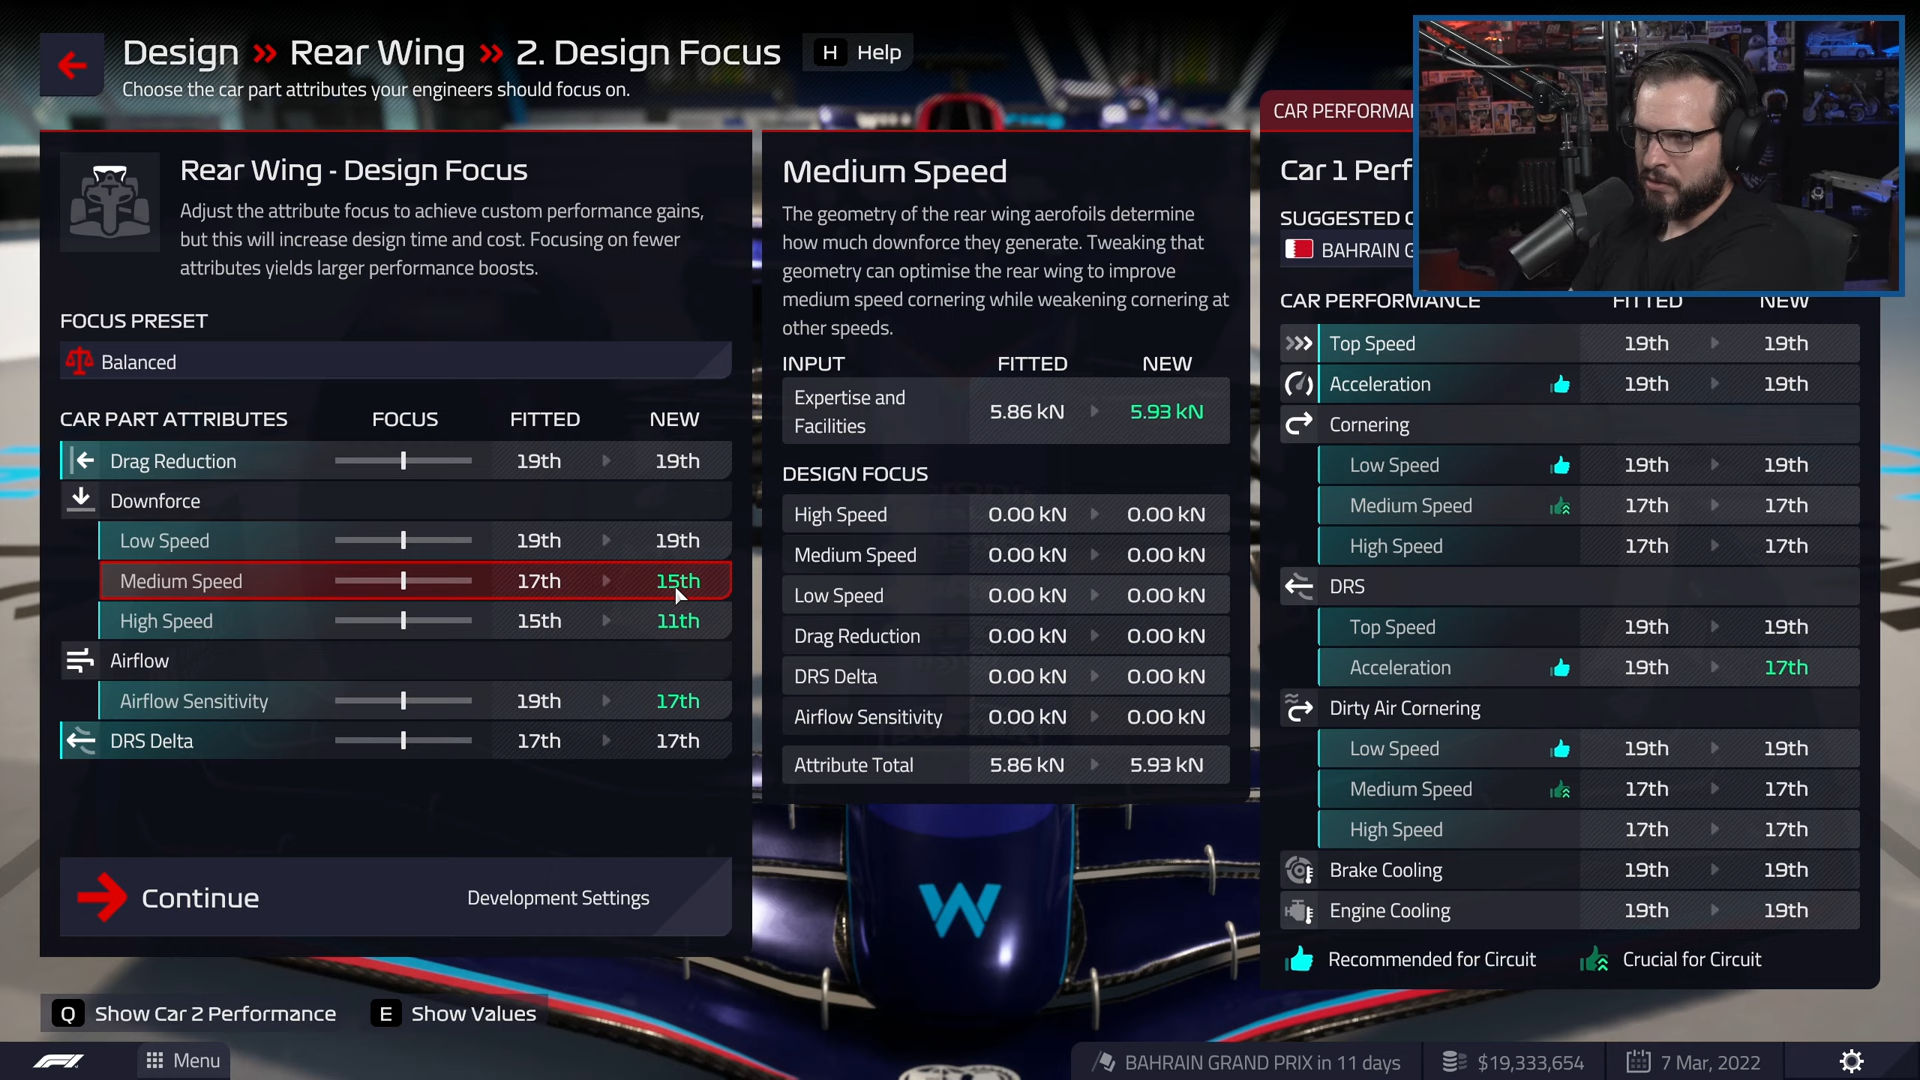 Design » Rear Wing » 2. Design Focus
H Help
Choose the car part attributes your engineers should focus on.
Rear Wing - Design Focus
Adjust the attribute focus to achieve custom performance gains,
but this will increase design time and cost. Focusing on fewer
attributes yields larger performance boosts.
FOCUS PRESET
Balanced
CAR PART ATTRIBUTES FOCUS FITTED NEW
Drag Reduction 19th 19th
Downforce
Low Speed 19th 19th
Medium Speed 17th 15th
High Speed 15th 11th
Airflow
Airflow Sensitivity 19th 17th
DRS Delta 17th 17th
Continue Development Settings
Medium Speed
The geometry of the rear wing aerofoils determine
how much downforce they generate. Tweaking that
geometry can optimise the rear wing to improve
medium speed cornering while weakening cornering at
other speeds.
INPUT FITTED NEW
Expertise and
Facilities 5.86 kN 5.93 kN
DESIGN FOCUS
High Speed 0.00 kN 0.00 kN
Medium Speed 0.00 kN 0.00 kN
Low Speed 0.00 kN 0.00 kN
Drag Reduction 0.00 kN 0.00 kN
DRS Delta 0.00 kN 0.00 kN
Airflow Sensitivity 0.00 kN 0.00 kN
Attribute Total 5.86 kN 5.93 kN
W
CAR PERFORMA
Car 1 Perf
SUGGESTED
BAHRAIN G
CAR PERFORMANCE FITTED NEW
Top Speed 19th 19th
Acceleration 19th 19th
Cornering
Low Speed 19th 19th
Medium Speed 17th 17th
High Speed 17th 17th
DRS
Top Speed 19th 19th
Acceleration 19th 17th
Dirty Air Cornering
Low Speed 19th 19th
Medium Speed 17th 17th
High Speed 17th 17th
Brake Cooling 19th 19th
Engine Cooling 19th 19th
Recommended for Circuit Crucial for Circuit
Q Show Car 2 Performance E Show Values
F1 Menu BAHRAIN GRAND PRIX in 11 days $19,333,654 7 Mar, 2022